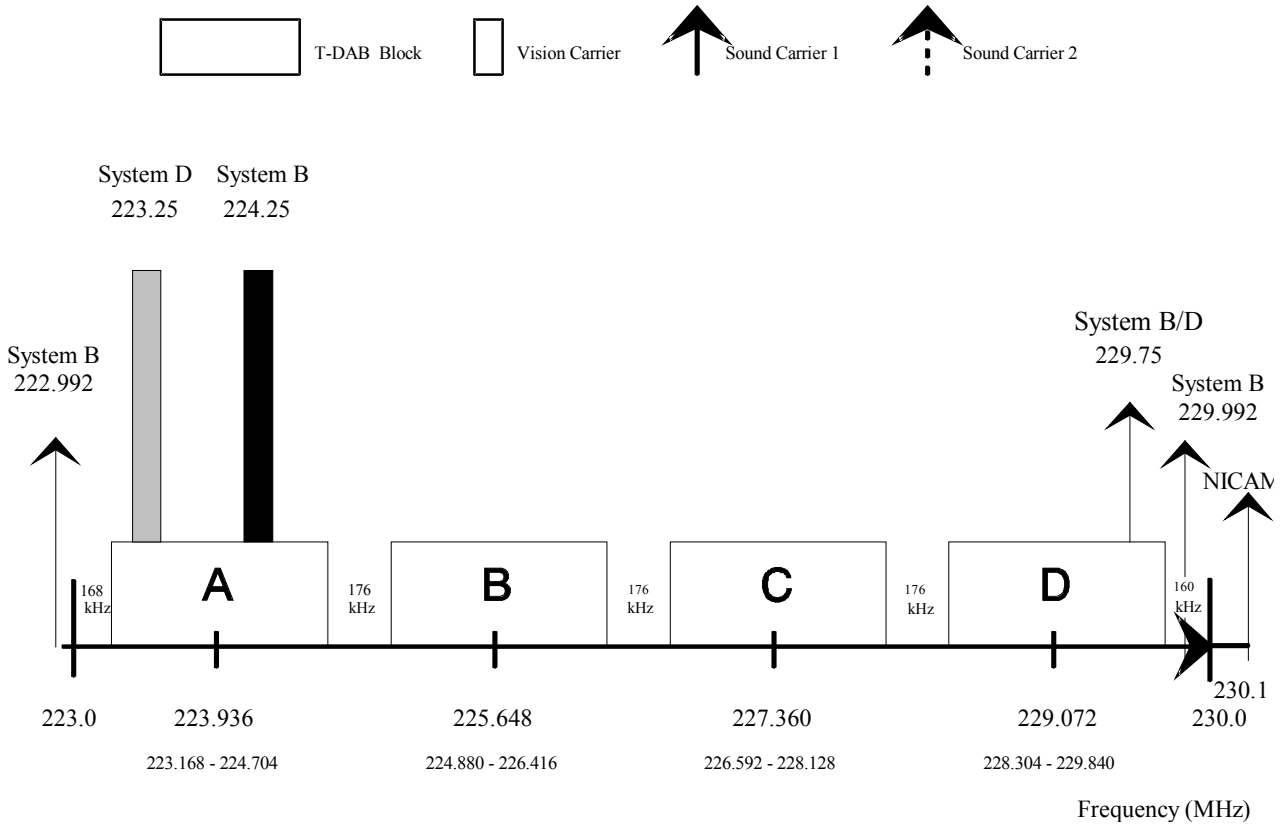 T-DAB Block
Vision Carrier
Sound Carrier 1
Sound Carrier 2
System D
223.25
System B
224.25
System B
222.992
System B/D
229.75
System B
229.992
NICAM
168
kHz
A
176
kHz
B
176
kHz
C
176
kHz
D
160
kHz
230.1
223.0
223.936
225.648
227.360
229.072
230.0
223.168 - 224.704
224.880 - 226.416
226.592 - 228.128
228.304 - 229.840
Frequency (MHz)